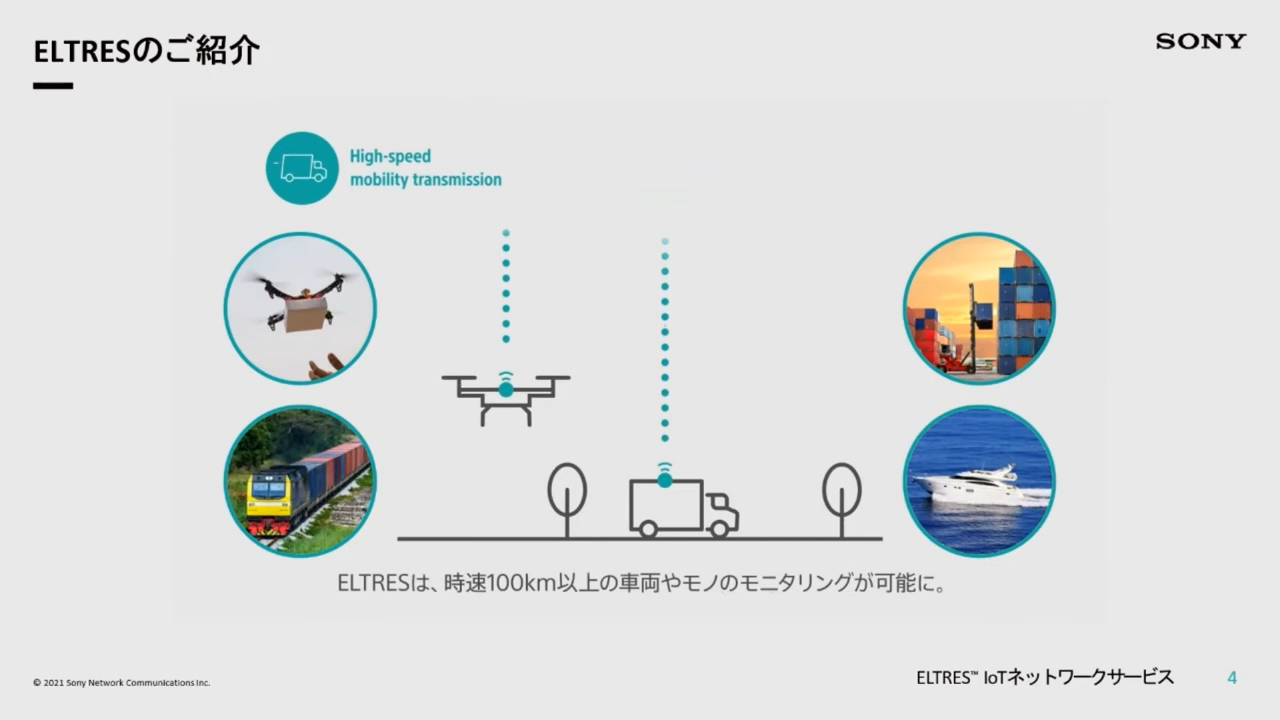 ELTRESのご紹介
SONY
High-speed
mobility transmission
ELTRESは、時速100km以上の車両やモノのモニタリングが可能に。
© 2021 Sony Network Communications Inc.
ELTRES™ IoTネットワークサービス
4